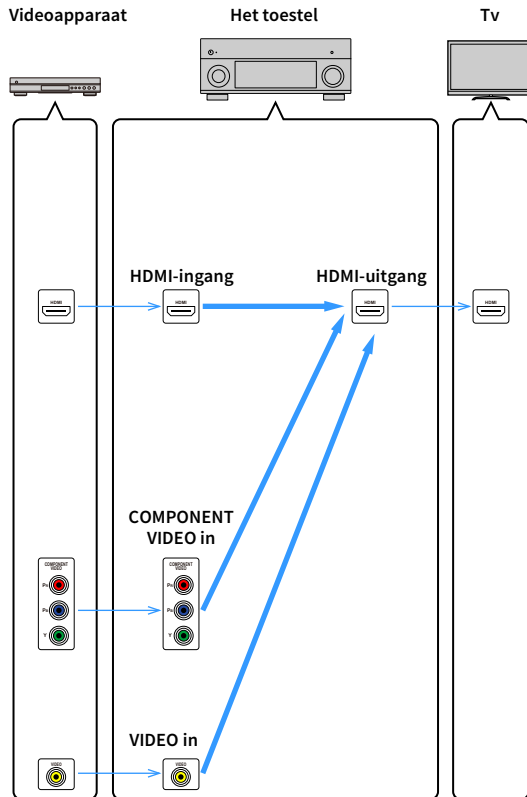 Videoapparaat Het toestel Tv
HDMI-ingang HDMI-uitgang
HDMI HDMI HDMI HDMI
COMPONENT
VIDEO in
COMPONENT
VIDEO
PR
PB
Y
COMPONENT
VIDEO
PR
PB
Y
VIDEO in
VIDEO VIDEO